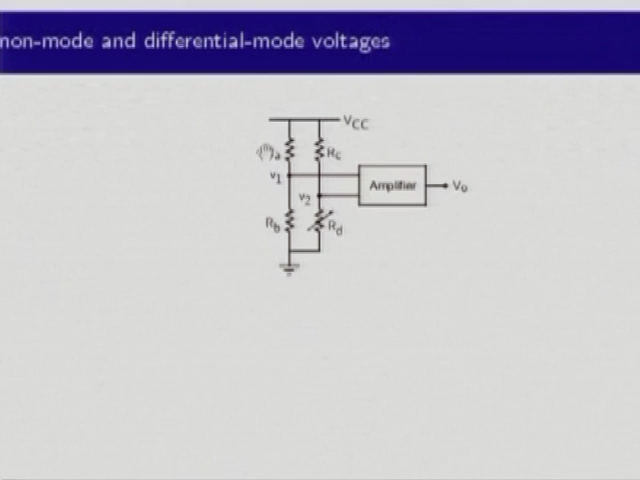 non-mode and differential-mode voltages
VCC
Rc
v1
Amplifier
Vo
v2
Rb
Rd